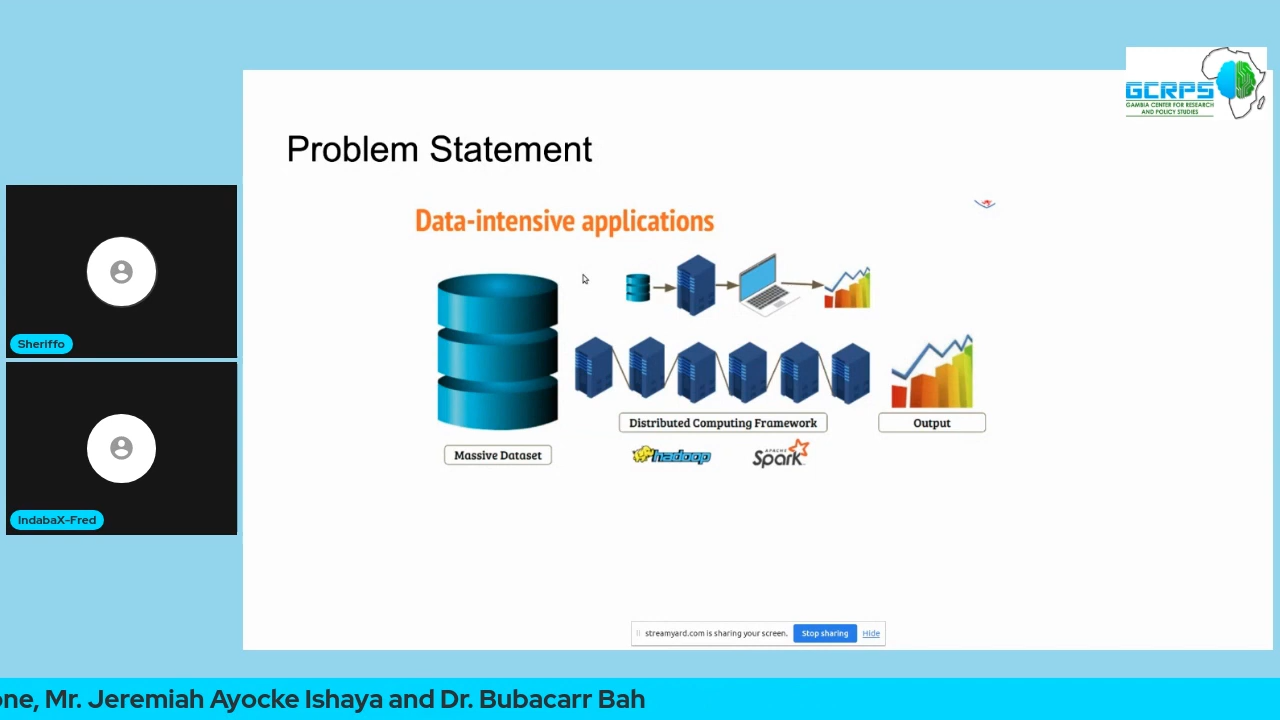 GCRPS
GAMBIA CENTER FOR RESEARCH
AND POLICY STUDIES
Problem Statement
Data-intensive applications
Sheriffo
Distributed Computing Framework
Output
Massive Dataset
hadoop
APACHE
Spark
IndabaX-Fred
streamyard.com is sharing your screen.
Stop sharing
Hide
one, Mr. Jeremiah Ayocke Ishaya and Dr. Bubacarr Bah